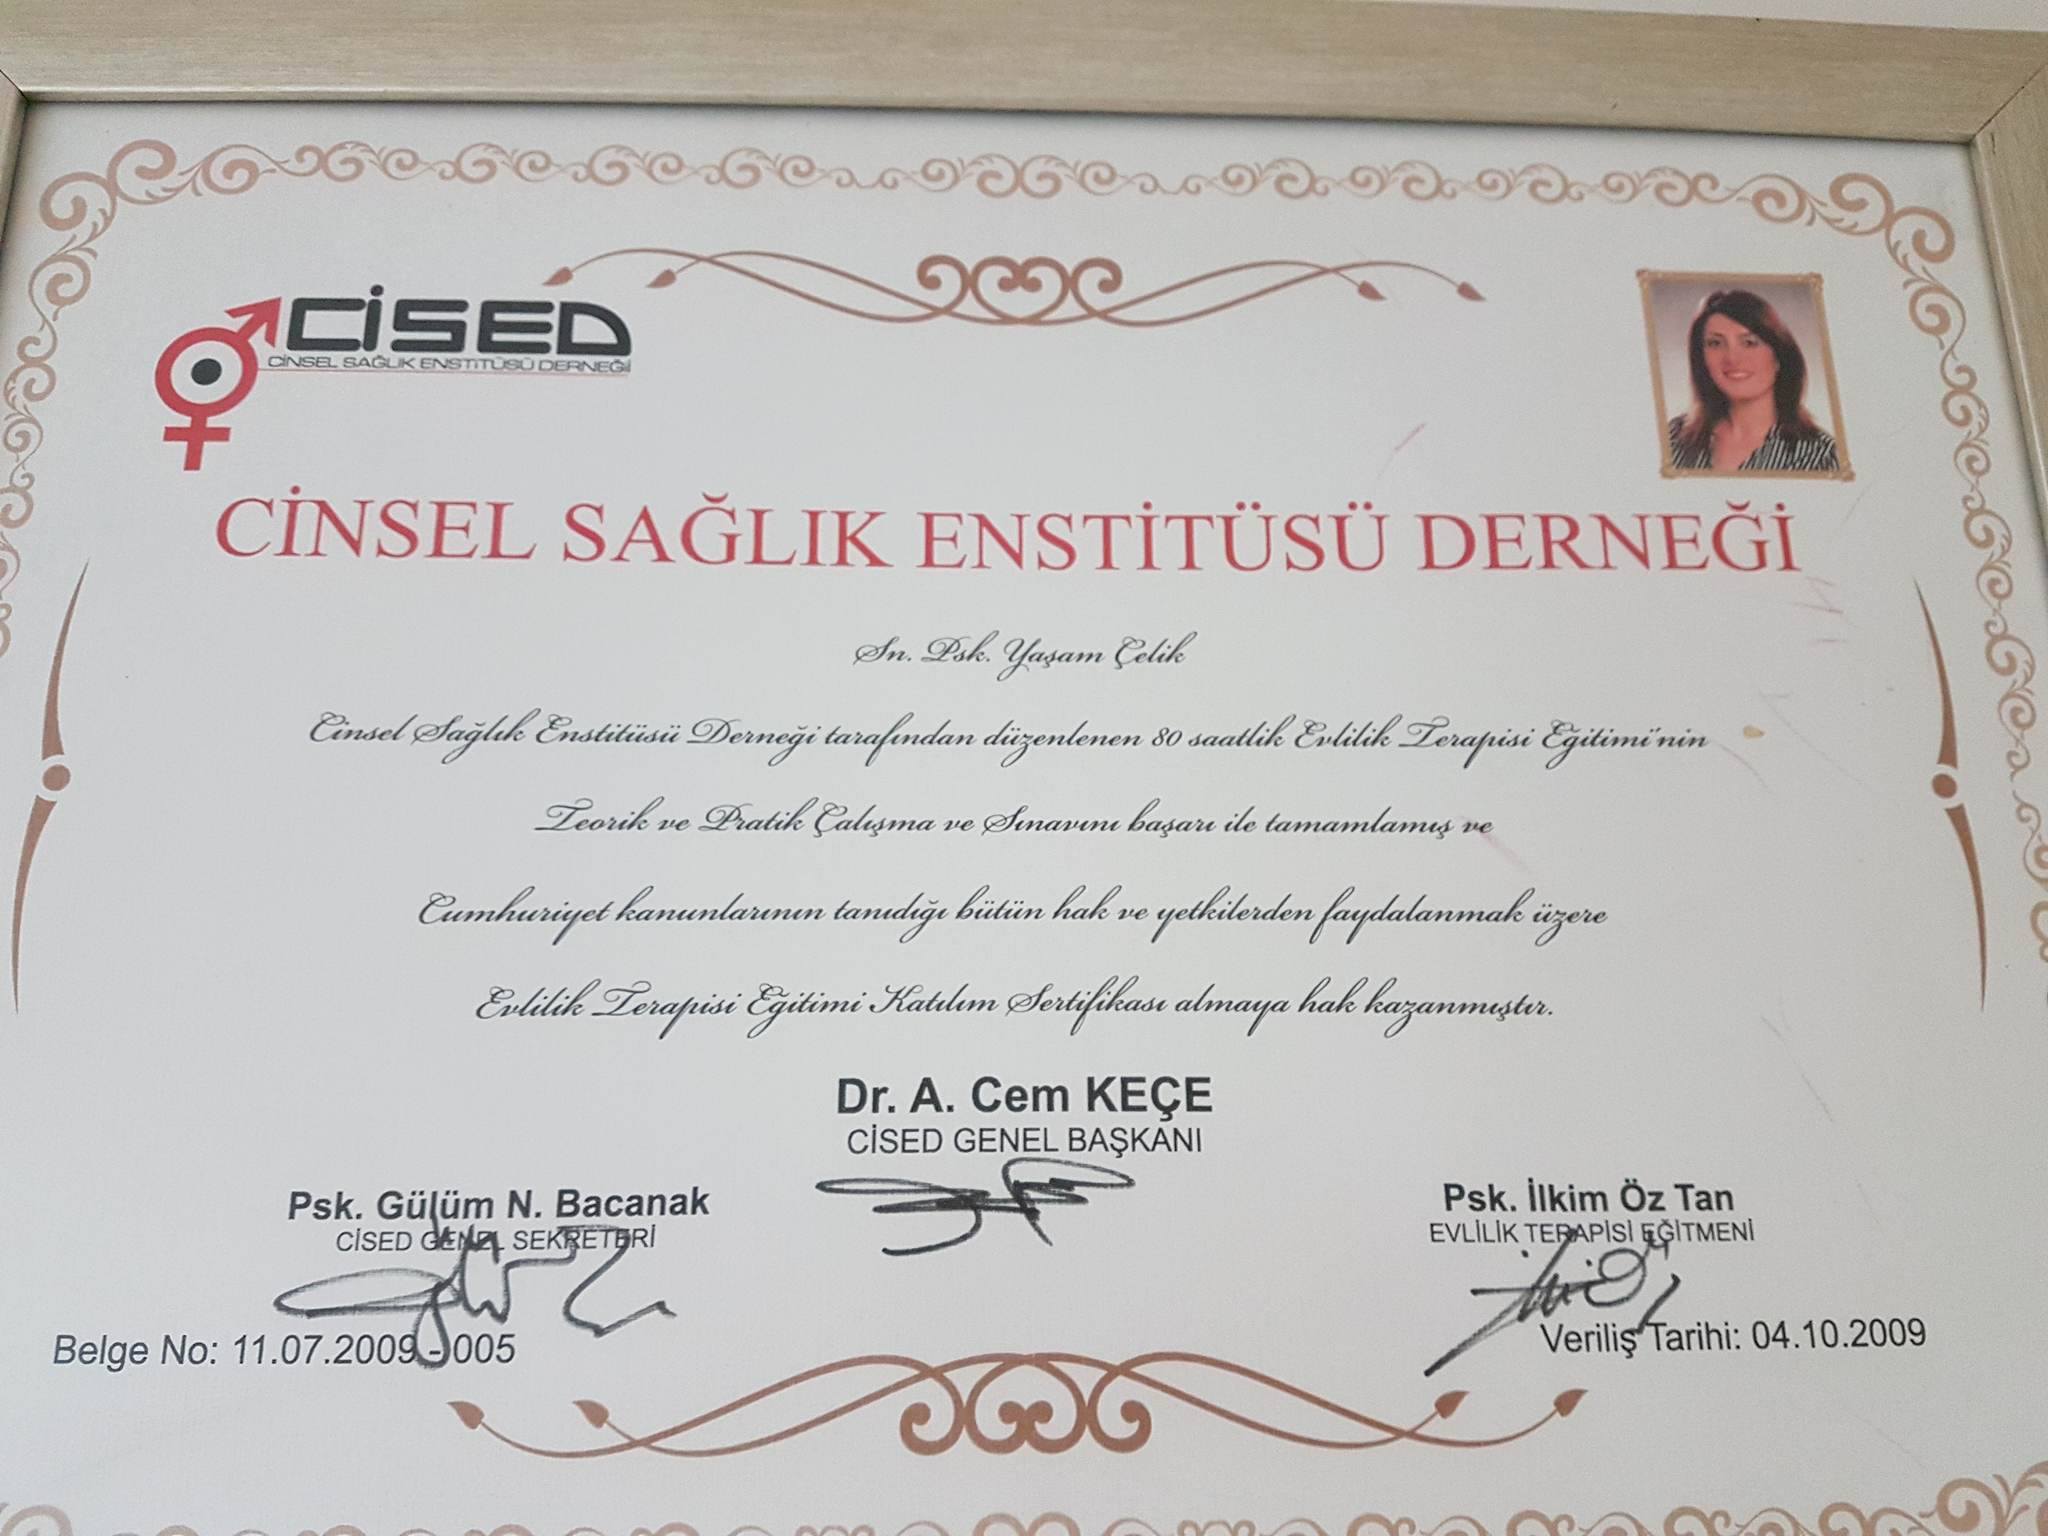 CİSED
CİNSEL SAĞLIK ENSTİTÜSÜ DERNEĞİ
CİNSEL SAĞLIK ENSTİTÜSÜ DERNEĞİ
Sn. Psk. Yaşam Çelik
Cinsel Sağlık Enstitüsü Derneği tarafından düzenlenen 80 saatlik Evlilik Terapisi Eğitimi'nin
Teorik ve Pratik Çalışma ve Sınavını başarı ile tamamlamış ve
Cumhuriyet kanunlarının tanıdığı bütün hak ve yetkilerden faydalanmak üzere
Evlilik Terapisi Eğitimi Katılım Sertifikası almaya hak kazanmıştır.
Dr. A. Cem KEÇE
CİSED GENEL BAŞKANI
Psk. Gülüm N. Bacanak
CİSED GENEL SEKRETERİ
Psk. İlkim Öz Tan
EVLİLİK TERAPİSİ EĞİTMENİ
Belge No: 11.07.2009 - 005
Veriliş Tarihi: 04.10.2009